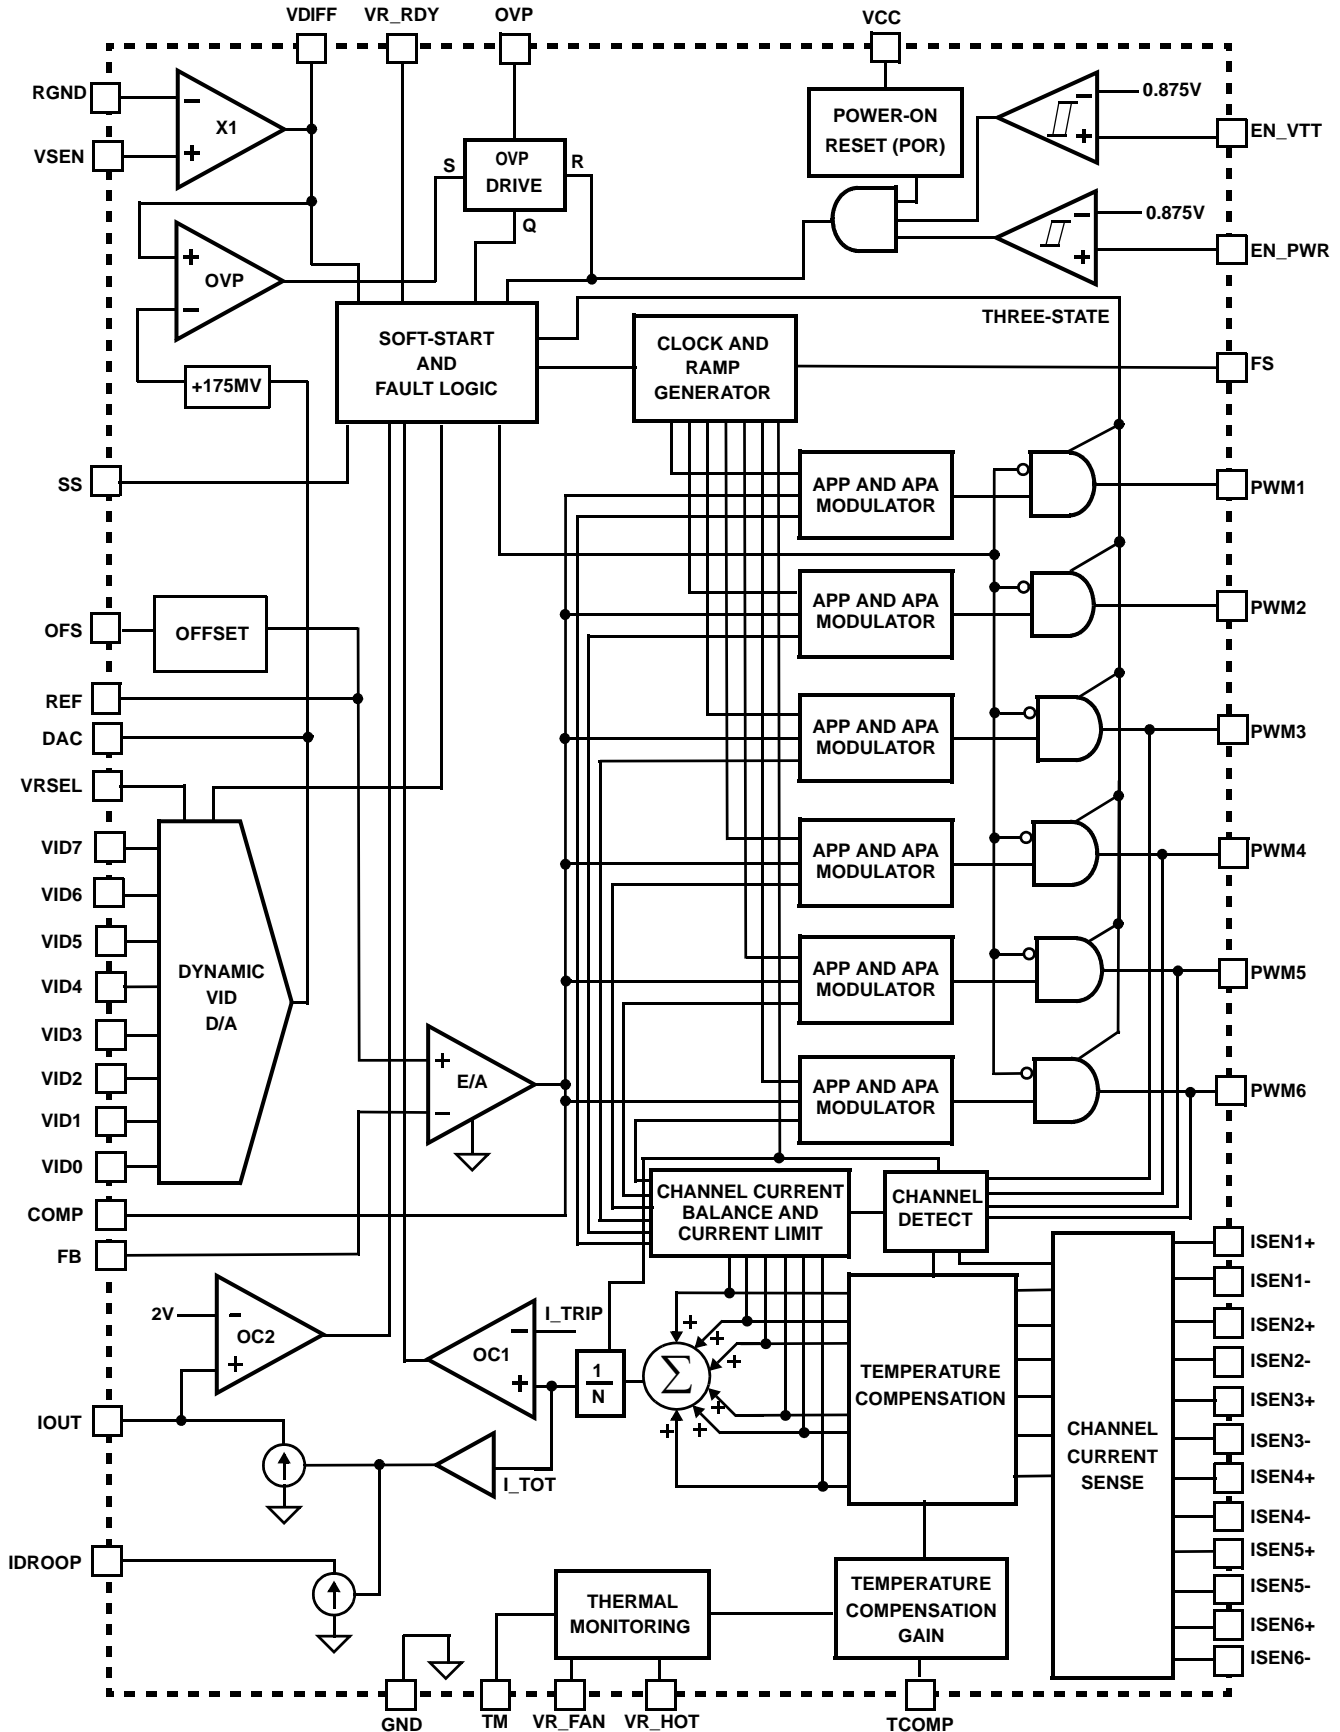 VDIFF
VR_RDY
OVP
VCC
RGND
VSEN
−
X1
+
S
OVP
DRIVE
R
Q
POWER-ON
RESET (POR)
−
0.875V
+
EN_VTT
−
0.875V
+
EN_PWR
+
OVP
−
+175MV
SOFT-START
AND
FAULT LOGIC
CLOCK AND
RAMP
GENERATOR
THREE-STATE
FS
SS
APP AND APA
MODULATOR
PWM1
APP AND APA
MODULATOR
PWM2
OFS
OFFSET
REF
DAC
APP AND APA
MODULATOR
PWM3
VRSEL
VID7
VID6
VID5
VID4
VID3
VID2
VID1
VID0
DYNAMIC
VID
D/A
APP AND APA
MODULATOR
PWM4
APP AND APA
MODULATOR
PWM5
+
E/A
−
APP AND APA
MODULATOR
PWM6
COMP
FB
CHANNEL CURRENT
BALANCE AND
CURRENT LIMIT
CHANNEL
DETECT
2V
−
OC2
+
I_TRIP
−
OC1
+
1
N
Σ
+
+
+
+
+
+
TEMPERATURE
COMPENSATION
CHANNEL
CURRENT
SENSE
ISEN1+
ISEN1-
ISEN2+
ISEN2-
ISEN3+
ISEN3-
ISEN4+
ISEN4-
ISEN5+
ISEN5-
ISEN6+
ISEN6-
IOUT
I_TOT
IDROOP
THERMAL
MONITORING
TEMPERATURE
COMPENSATION
GAIN
GND
TM
VR_FAN
VR_HOT
TCOMP